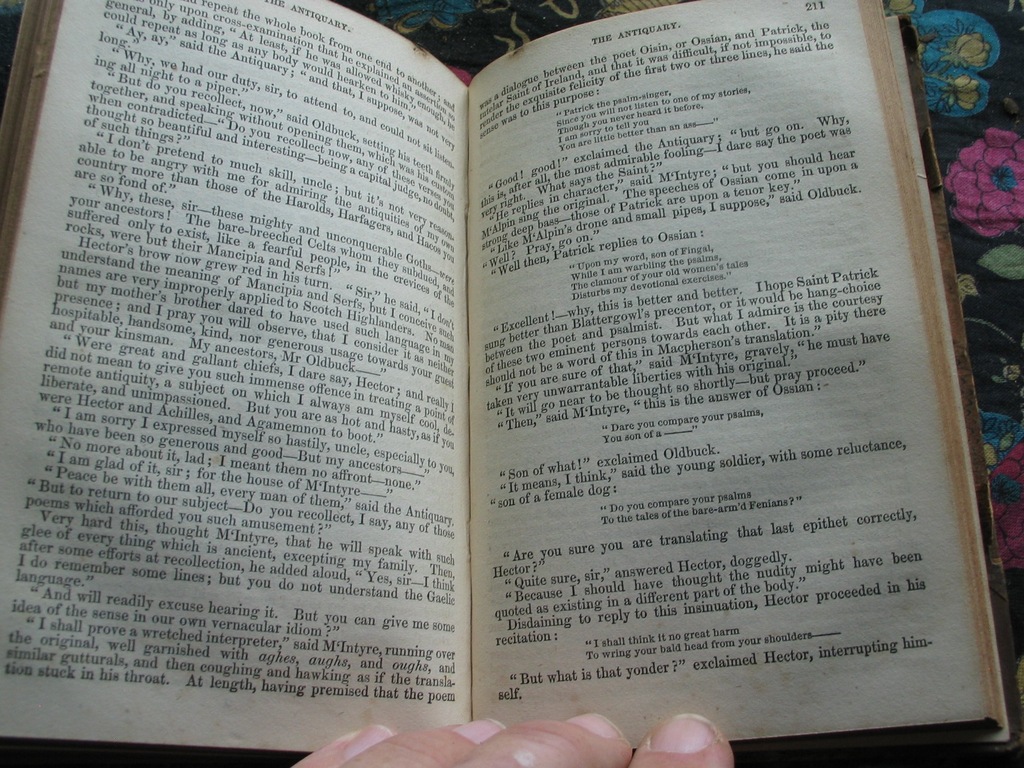 THE ANTIQUARY.
repeat the whole book from one end to another; and
only upon cross-examination that he explained an assertion so
general, by adding, "At least, if he was allowed whisky enough, he
could repeat as long as any body would hearken to him."
"Ay, ay," said the Antiquary; "and that, I suppose, was not very
long."
"Why, we had our duty, sir, to attend to, and could not sit listen-
ing all night to a piper."
"But do you recollect, now," said Oldbuck, setting his teeth firmly
together, and speaking without opening them, which was his custom
when contradicted—"Do you recollect, now, any of these verses you
thought so beautiful and interesting—being a capital judge, no doubt,
of such things?"
"I don't pretend to much skill, uncle; but it's not very reason-
able to be angry with me for admiring the antiquities of my own
country more than those of the Harolds, Harfagers, and Hacos you
are so fond of."
"Why, these, sir—these mighty and unconquerable Goths—were
your ancestors! The bare-breeched Celts whom they subdued, and
suffered only to exist, like a fearful people, in the crevices of the
rocks, were but their Mancipia and Serfs!"
Hector's brow now grew red in his turn. "Sir," he said, "I don't
understand the meaning of Mancipia and Serfs, but I conceive such
names are very improperly applied to Scotch Highlanders. No man
but my mother's brother dared to have used such language in my
presence; and I pray you will observe, that I consider it as neither
hospitable, handsome, kind, nor generous usage towards your guest
and your kinsman. My ancestors, Mr Oldbuck——"
"Were great and gallant chiefs, I dare say, Hector; and really I
did not mean to give you such immense offence in treating a point of
remote antiquity, a subject on which I always am myself cool, de-
liberate, and unimpassioned. But you are as hot and hasty, as if you
were Hector and Achilles, and Agamemnon to boot."
"I am sorry I expressed myself so hastily, uncle, especially to you,
who have been so generous and good—But my ancestors——"
"No more about it, lad; I meant them no affront—none."
"I am glad of it, sir; for the house of M'Intyre——"
"Peace be with them all, every man of them," said the Antiquary.
"But to return to our subject—Do you recollect, I say, any of those
poems which afforded you such amusement?"
Very hard this, thought M'Intyre, that he will speak with such
glee of every thing which is ancient, excepting my family. Then,
after some efforts at recollection, he added aloud, "Yes, sir—I think
I do remember some lines; but you do not understand the Gaelic
language."
"And will readily excuse hearing it. But you can give me some
idea of the sense in our own vernacular idiom?"
"I shall prove a wretched interpreter," said M'Intyre, running over
the original, well garnished with aghes, aughs, and oughs, and
similar gutturals, and then coughing and hawking as if the transla-
tion stuck in his throat. At length, having premised that the poem
THE ANTIQUARY.
211
was a dialogue between the poet Oisin, or Ossian, and Patrick, the
tutelar Saint of Ireland, and that it was difficult, if not impossible, to
render the exquisite felicity of the first two or three lines, he said the
sense was to this purpose:
"Patrick the psalm-singer,
Since you will not listen to one of my stories,
Though you never heard it before,
I am sorry to tell you
You are little better than an ass——"
"Good! good!" exclaimed the Antiquary; "but go on. Why,
this is, after all, the most admirable fooling—I dare say the poet was
very right. What says the Saint?"
"He replies in character," said M'Intyre; "but you should hear
M'Alpin sing the original. The speeches of Ossian come in upon a
strong deep bass—those of Patrick are upon a tenor key."
"Like M'Alpin's drone and small pipes, I suppose," said Oldbuck.
"Well? Pray, go on."
"Well then, Patrick replies to Ossian:
"Upon my word, son of Fingal,
While I am warbling the psalms,
The clamour of your old women's tales
Disturbs my devotional exercises."
"Excellent!—why, this is better and better. I hope Saint Patrick
sung better than Blattergowl's precentor, or it would be hang-choice
between the poet and psalmist. But what I admire is the courtesy
of these two eminent persons towards each other. It is a pity there
should not be a word of this in Macpherson's translation."
"If you are sure of that," said M'Intyre, gravely, "he must have
taken very unwarrantable liberties with his original."
"It will go near to be thought so shortly—but pray proceed."
"Then," said M'Intyre, "this is the answer of Ossian:—
"Dare you compare your psalms,
You son of a ——"
"Son of what!" exclaimed Oldbuck.
"It means, I think," said the young soldier, with some reluctance,
"son of a female dog:
"Do you compare your psalms
To the tales of the bare-arm'd Fenians?"
"Are you sure you are translating that last epithet correctly,
Hector?"
"Quite sure, sir," answered Hector, doggedly.
"Because I should have thought the nudity might have been
quoted as existing in a different part of the body."
Disdaining to reply to this insinuation, Hector proceeded in his
recitation:
"I shall think it no great harm
To wring your bald head from your shoulders——
"But what is that yonder?" exclaimed Hector, interrupting him-
self.